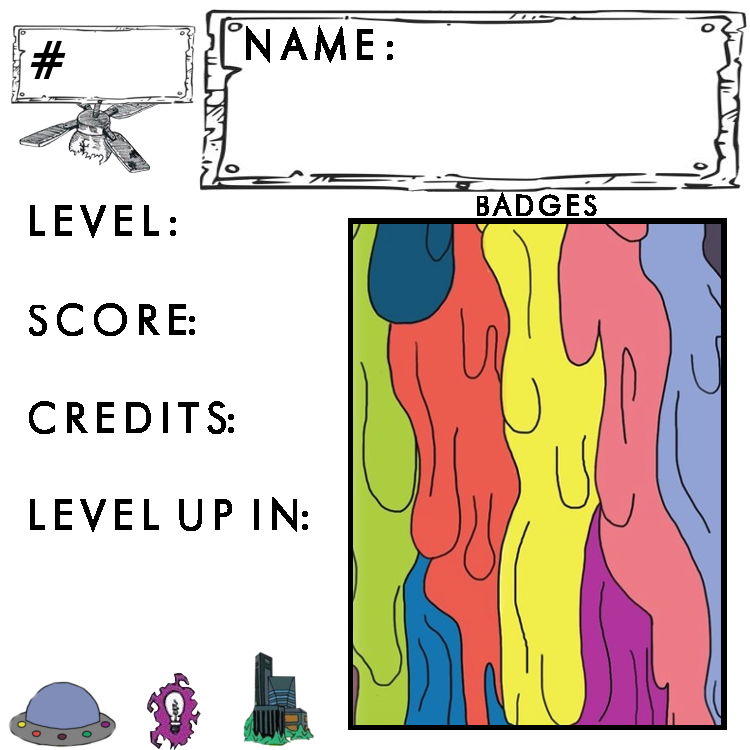 #
NAME:
BADGES
LEVEL:
SCORE:
CREDITS:
LEVEL UP IN: